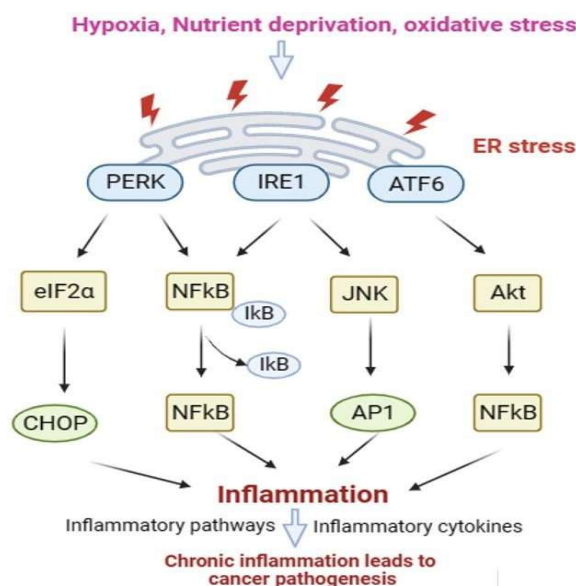 Hypoxia, Nutrient deprivation, oxidative stress
ER stress
PERK
IRE1
ATF6
eIF2α
NFkB
IkB
JNK
Akt
IkB
CHOP
NFkB
AP1
NFkB
Inflammation
Inflammatory pathways
Inflammatory cytokines
Chronic inflammation leads to
cancer pathogenesis